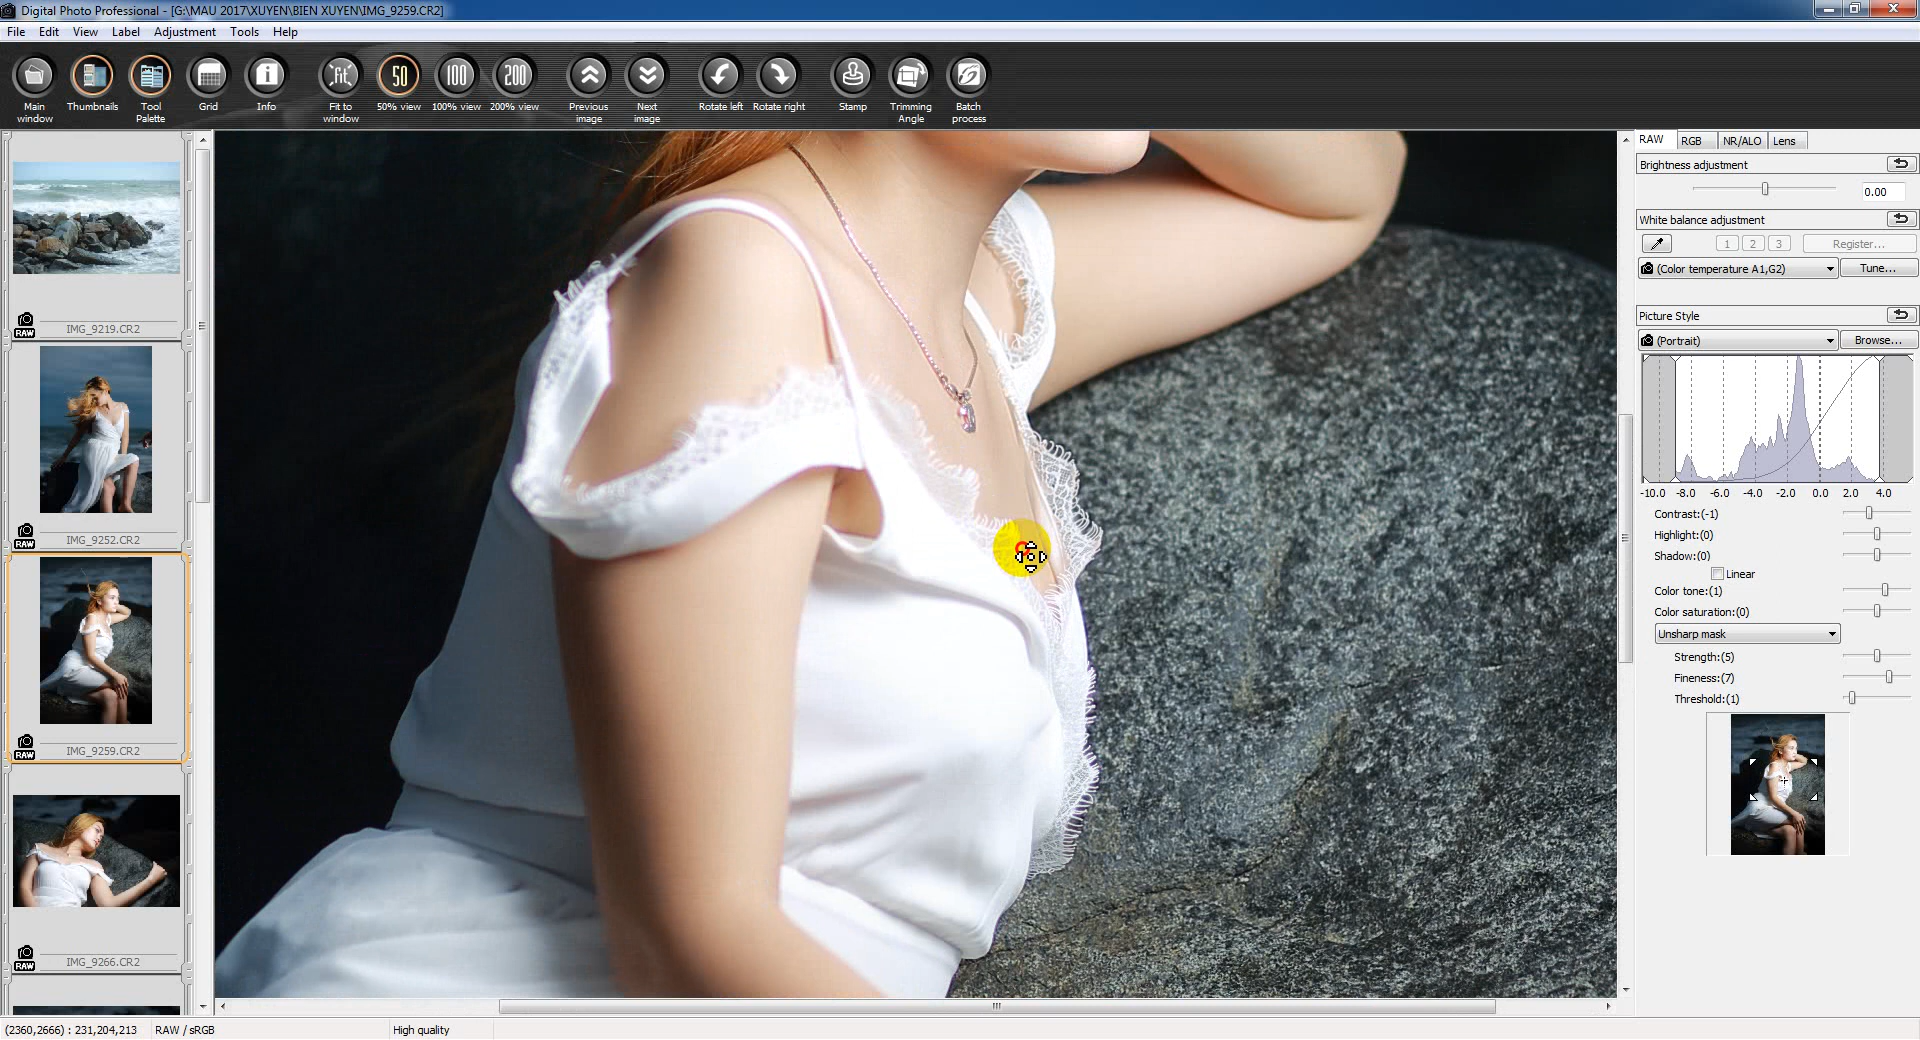 Digital Photo Professional - [G:\MAU 2017\XUYEN\BIEN XUYEN\IMG_9259.CR2]
File Edit View Label Adjustment Tools Help
Main window
Thumbnails
Tool Palette
Grid
Info
Fit to window
50% view
100% view
200% view
Previous image
Next image
Rotate left
Rotate right
Stamp
Trimming Angle
Batch process
fit
50
100
200
RAW
IMG_9219.CR2
RAW
IMG_9252.CR2
RAW
IMG_9259.CR2
RAW
IMG_9266.CR2
RAW RGB NR/ALO Lens
Brightness adjustment
0.00
White balance adjustment
1 2 3 Register...
(Color temperature A1,G2) Tune...
Picture Style
(Portrait) Browse...
-10.0 -8.0 -6.0 -4.0 -2.0 0.0 2.0 4.0
Contrast:(-1)
Highlight:(0)
Shadow:(0)
Linear
Color tone:(1)
Color saturation:(0)
Unsharp mask
Strength:(5)
Fineness:(7)
Threshold:(1)
(2360,2666) : 231,204,213 RAW / sRGB High quality